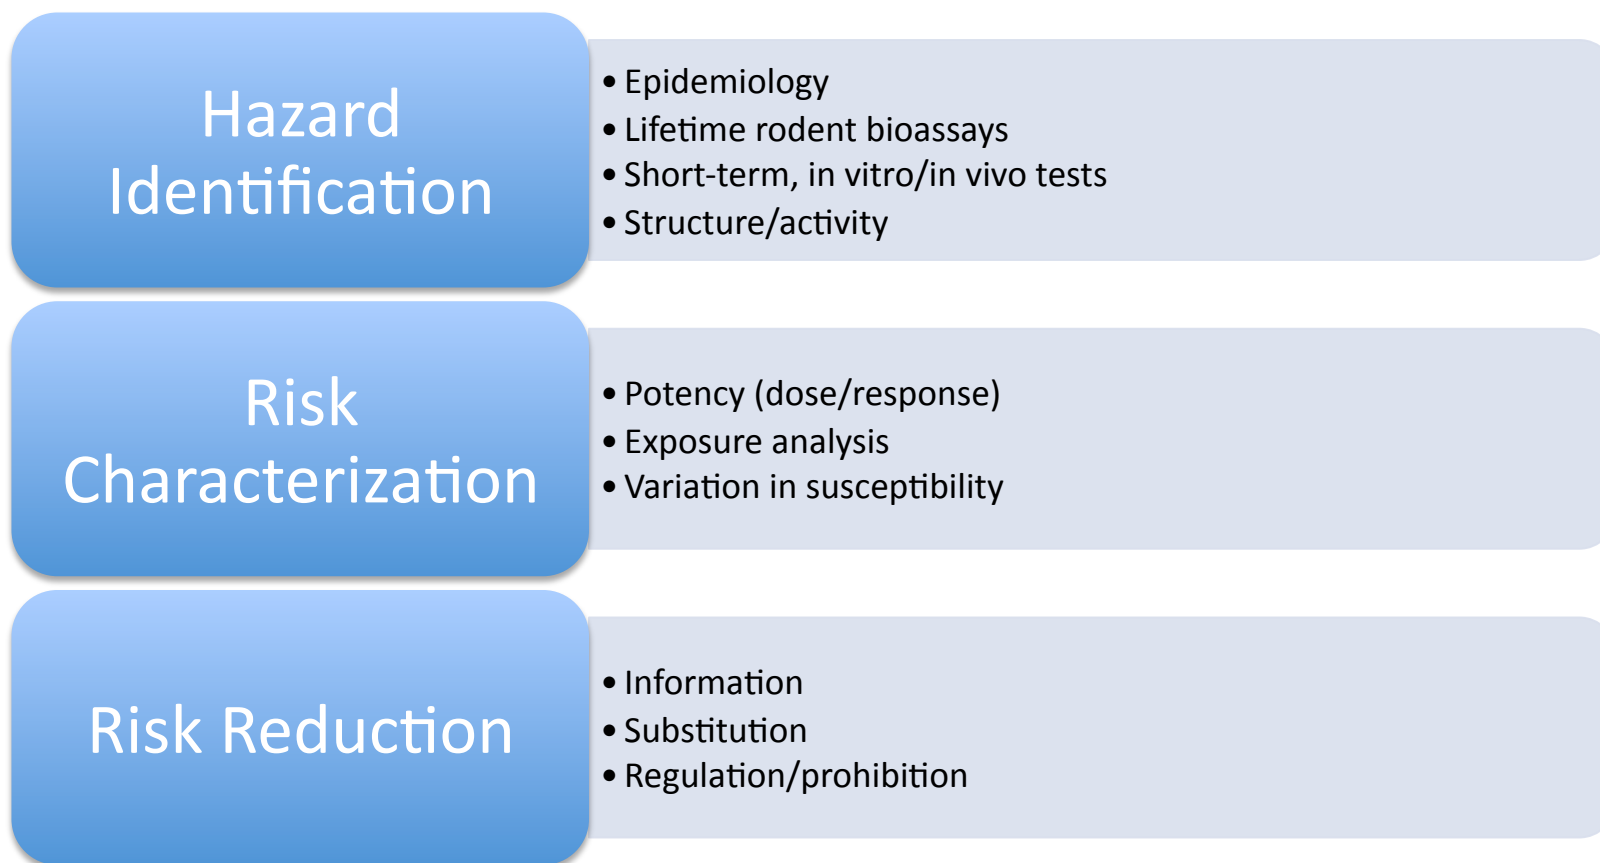 Hazard
Identification
• Epidemiology
• Lifetime rodent bioassays
• Short-term, in vitro/in vivo tests
• Structure/activity
Risk
Characterization
• Potency (dose/response)
• Exposure analysis
• Variation in susceptibility
Risk Reduction
• Information
• Substitution
• Regulation/prohibition